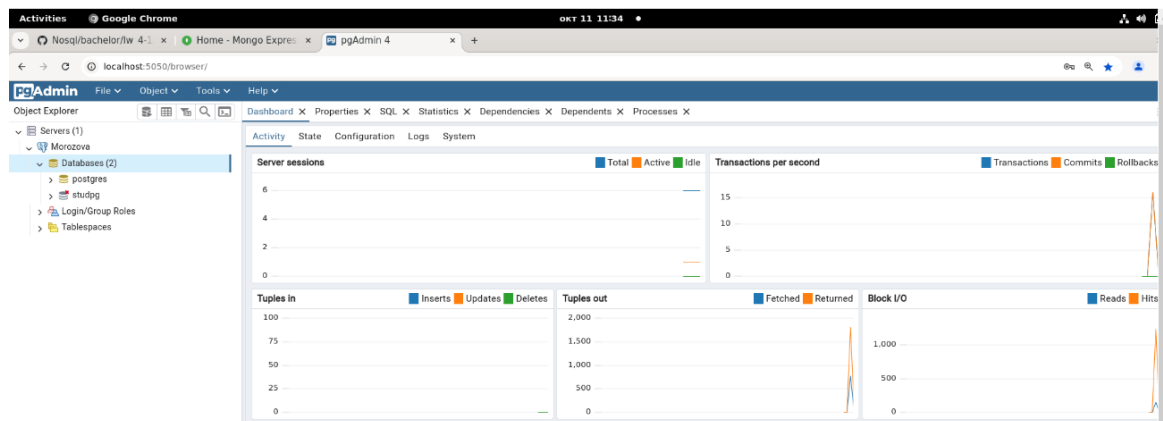 Activities Google Chrome окт 11 11:34
Nosql/bachelor/lw 4-1 × Home - Mongo Expres × pgAdmin 4 × +
localhost:5050/browser/
pgAdmin File Object Tools Help
Object Explorer Dashboard × Properties × SQL × Statistics × Dependencies × Dependents × Processes ×
Servers (1)
Morozova
Databases (2)
postgres
studpg
Login/Group Roles
Tablespaces
Activity State Configuration Logs System
Server sessions Total Active Idle
6
4
2
0
Transactions per second Transactions Commits Rollbacks
15
10
5
0
Tuples in Inserts Updates Deletes
100
75
50
25
0
Tuples out Fetched Returned
2,000
1,500
1,000
500
0
Block I/O Reads Hits
1,000
500
0